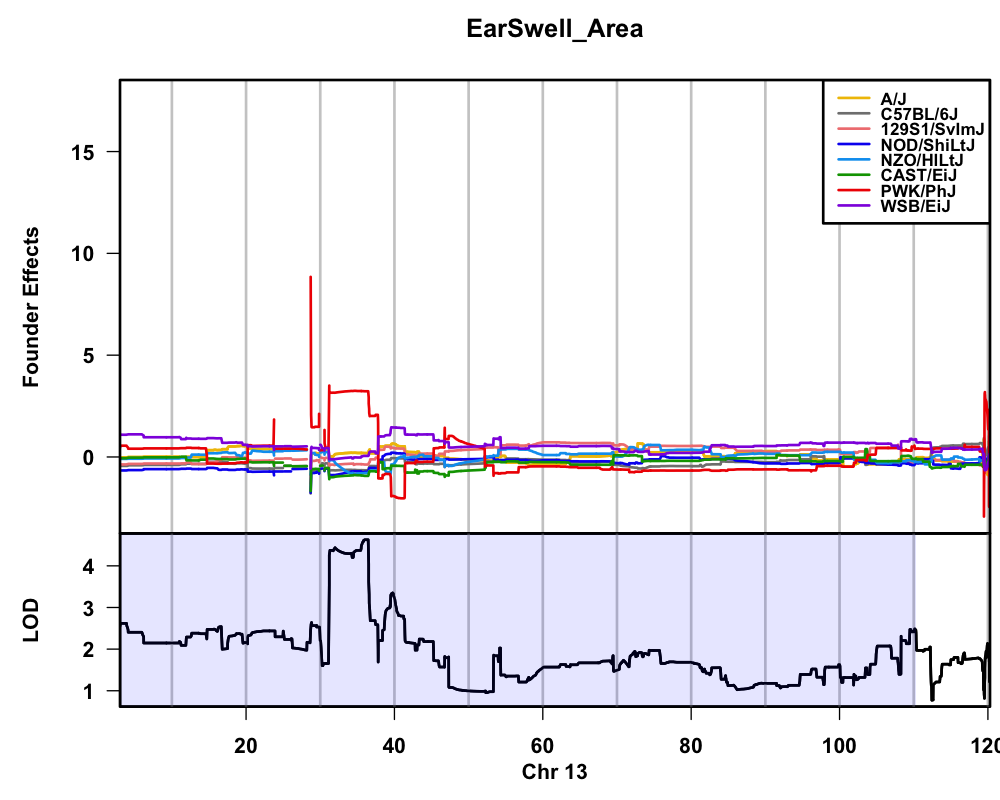 EarSwell_Area
Founder Effects
15
10
5
0
A/J
C57BL/6J
129S1/SvImJ
NOD/ShiLtJ
NZO/HlLtJ
CAST/EiJ
PWK/PhJ
WSB/EiJ
LOD
4
3
2
1
20 40 60 80 100 120
Chr 13